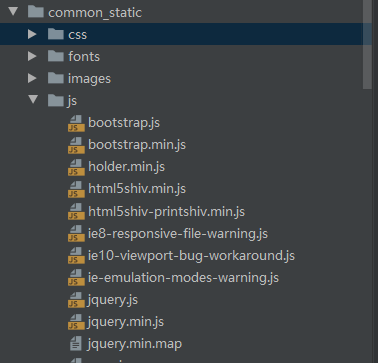 common_static
css
fonts
images
js
bootstrap.js
bootstrap.min.js
holder.min.js
html5shiv.min.js
html5shiv-printshiv.min.js
ie8-responsive-file-warning.js
ie10-viewport-bug-workaround.js
ie-emulation-modes-warning.js
jquery.js
jquery.min.js
jquery.min.map